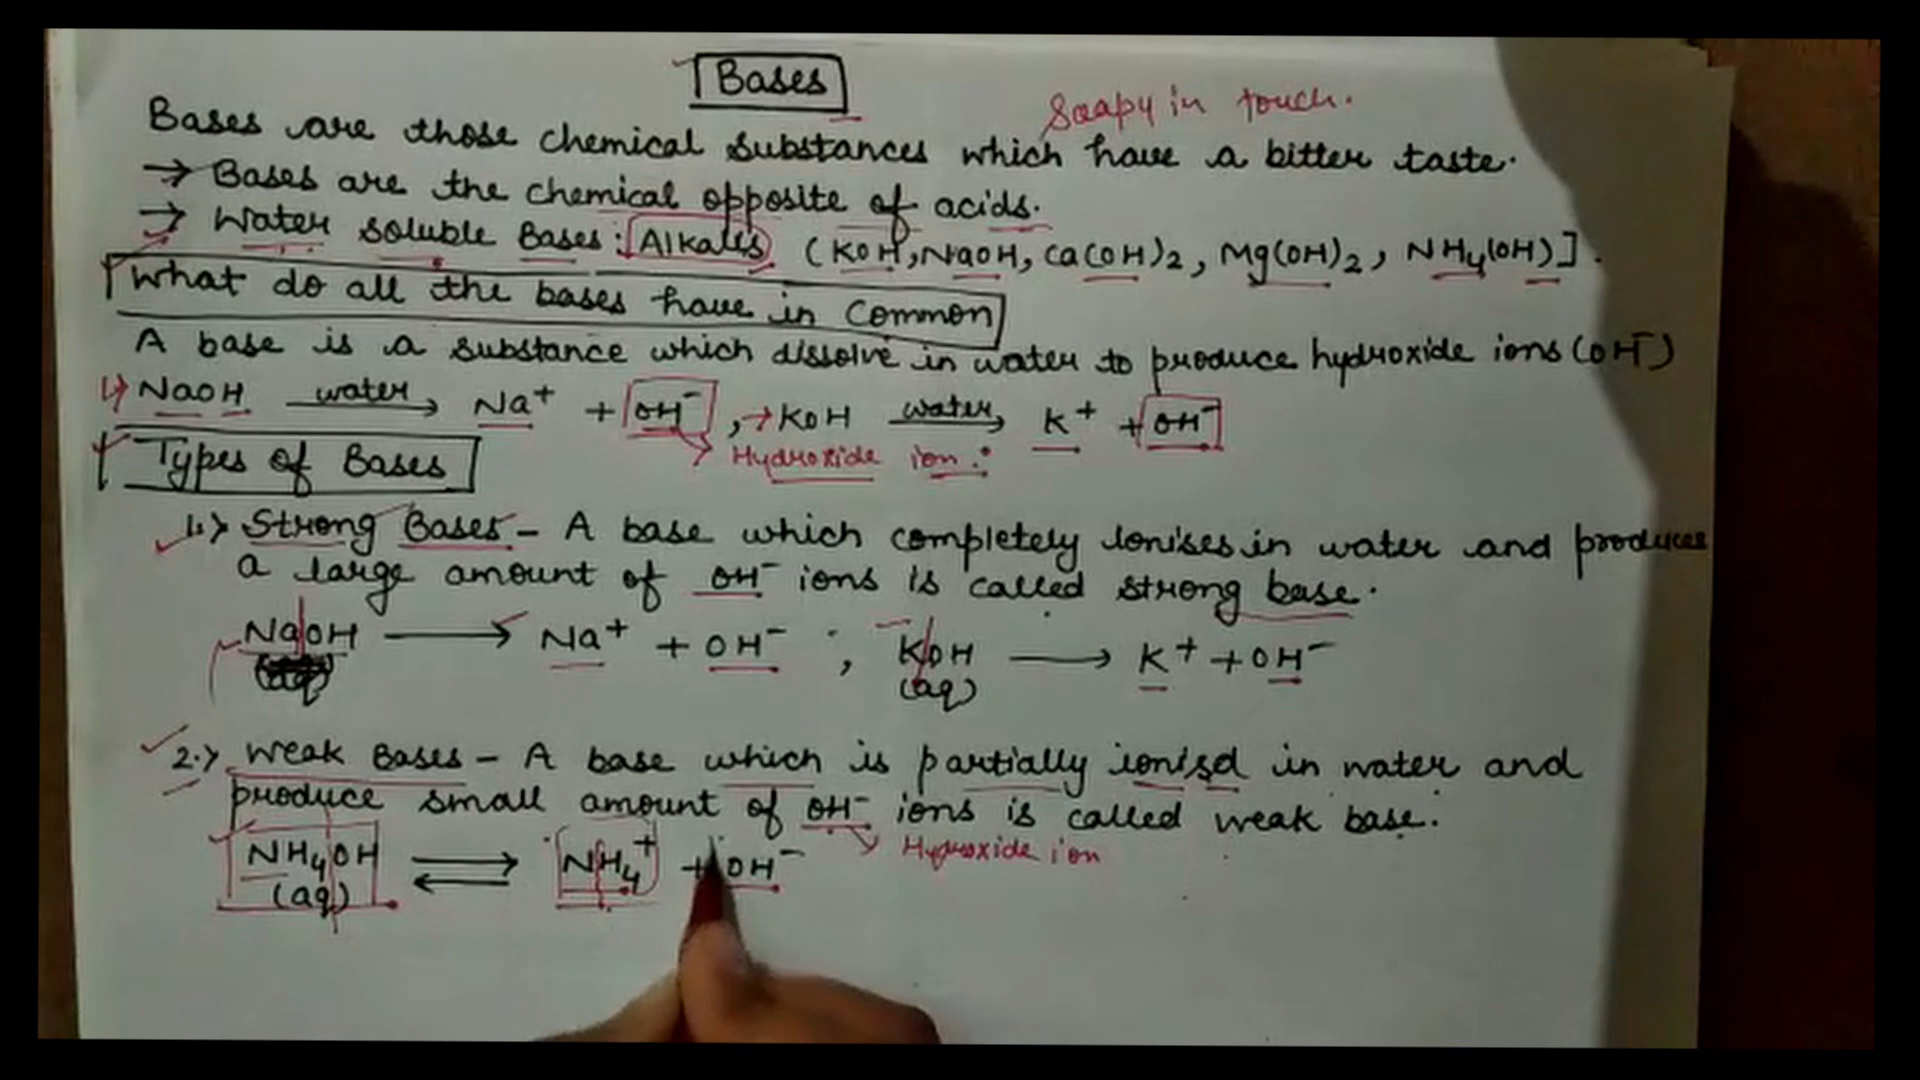 Bases
Soapy in touch.
Bases are those chemical substances which have a bitter taste.
→ Bases are the chemical opposite of acids.
→ Water soluble Bases : Alkalis (KOH, NaOH, Ca(OH)2, Mg(OH)2, NH4(OH)].
What do all the bases have in Common
A base is a substance which dissolve in water to produce hydroxide ions (OH⁻)
NaOH water→ Na⁺ + OH⁻, → KOH water→ K⁺ + OH⁻
Hydroxide ion.
Types of Bases
1.) Strong Bases - A base which completely Ionises in water and produces
a large amount of OH⁻ ions is called strong base.
NaOH → Na⁺ + OH⁻ ; KOH → K⁺ + OH⁻
(aq)
2.) Weak Bases - A base which is partially ionisd in water and
produce small amount of OH⁻ ions is called weak base.
Hydroxide ion
NH4OH ⇌ NH4⁺ + OH⁻
(aq)